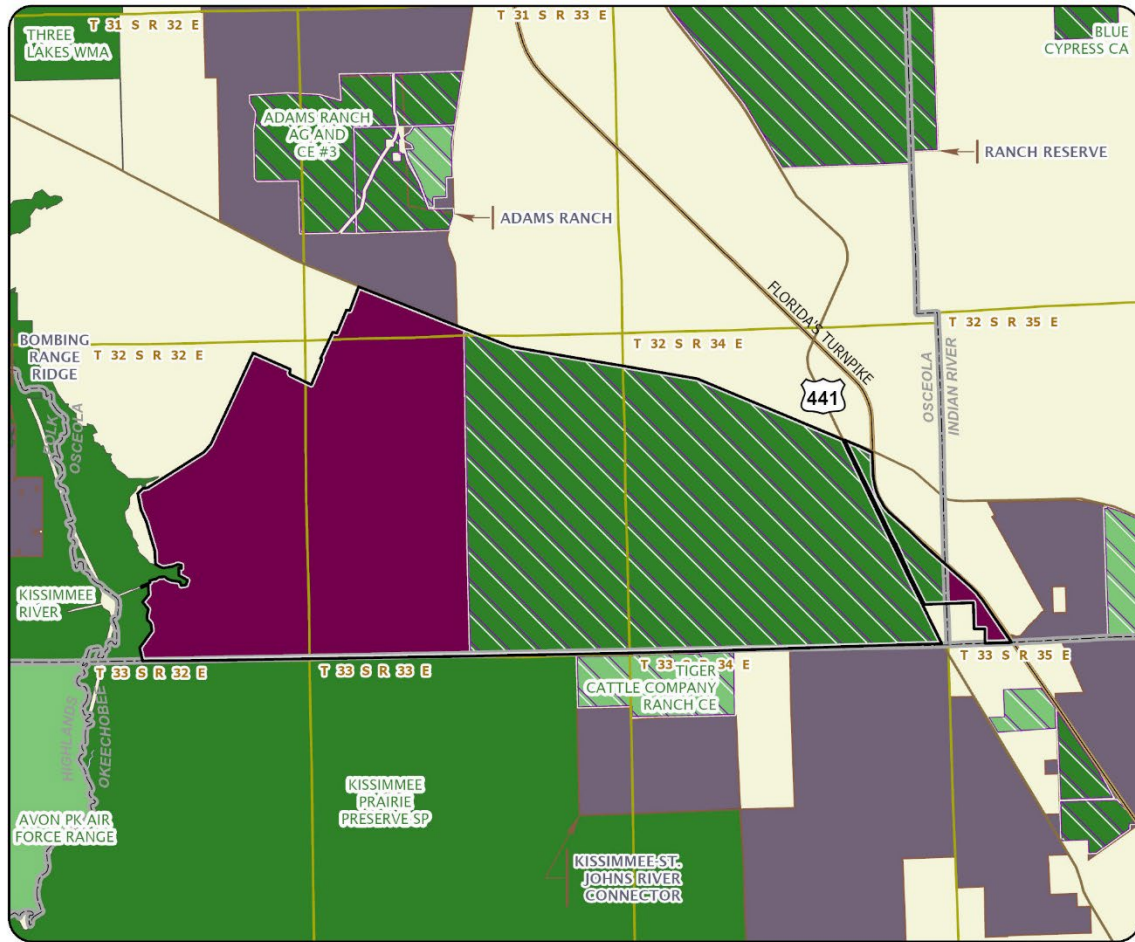 T 31 S R 32 E
T 31 S R 33 E
THREE
LAKES WMA
BLUE
CYPRESS CA
ADAMS RANCH
AG AND
CE #3
RANCH RESERVE
ADAMS RANCH
FLORIDA'S TURNPIKE
BOMBING
RANGE
RIDGE
T 32 S R 32 E
T 32 S R 34 E
T 32 S R 35 E
441
OSCEOLA
INDIAN RIVER
POLK
OSCEOLA
KISSIMMEE
RIVER
T 33 S R 32 E
T 33 S R 33 E
T 33 S R 34 E
T 33 S R 35 E
TIGER
CATTLE COMPANY
RANCH CE
HIGHLANDS
OKEECHOBEE
KISSIMMEE
PRAIRIE
PRESERVE SP
AVON PK AIR
FORCE RANGE
KISSIMMEE-ST.
JOHNS RIVER
CONNECTOR